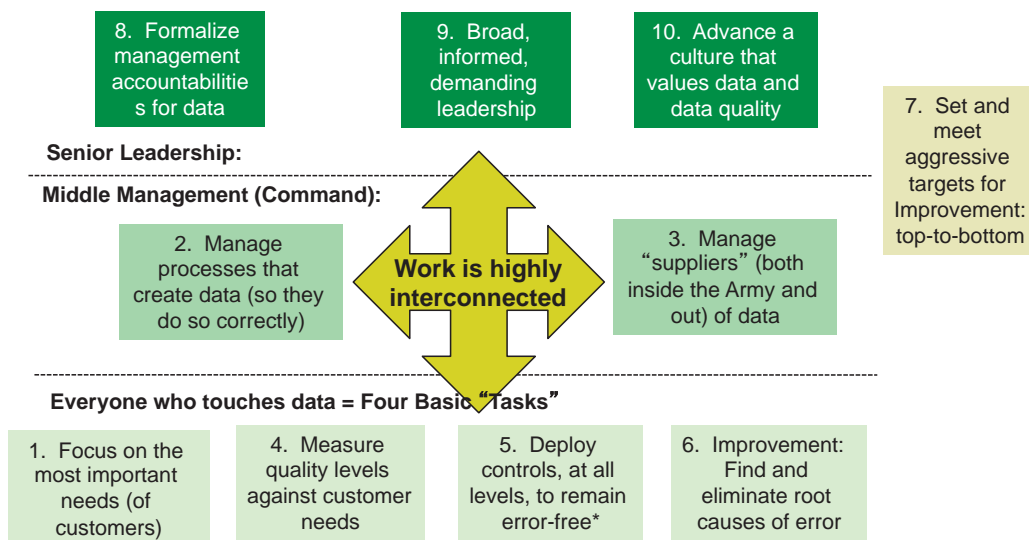 8. Formalize
management
accountabilitie
s for data
9. Broad,
informed,
demanding
leadership
10. Advance a
culture that
values data and
data quality
7. Set and
meet
aggressive
targets for
Improvement:
top-to-bottom
Senior Leadership:
Middle Management (Command):
2. Manage
processes that
create data (so they
do so correctly)
Work is highly
interconnected
3. Manage
“suppliers” (both
inside the Army and
out) of data
Everyone who touches data = Four Basic “Tasks”
1. Focus on the
most important
needs (of
customers)
4. Measure
quality levels
against customer
needs
5. Deploy
controls, at all
levels, to remain
error-free*
6. Improvement:
Find and
eliminate root
causes of error